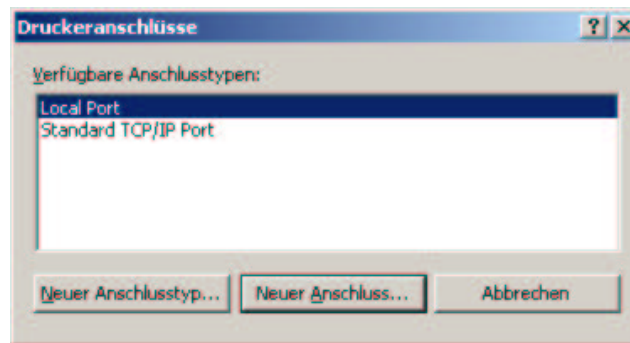 Druckeranschlüsse
Verfügbare Anschlusstypen:
Local Port
Standard TCP/IP Port
Neuer Anschlusstyp... Neuer Anschluss... Abbrechen